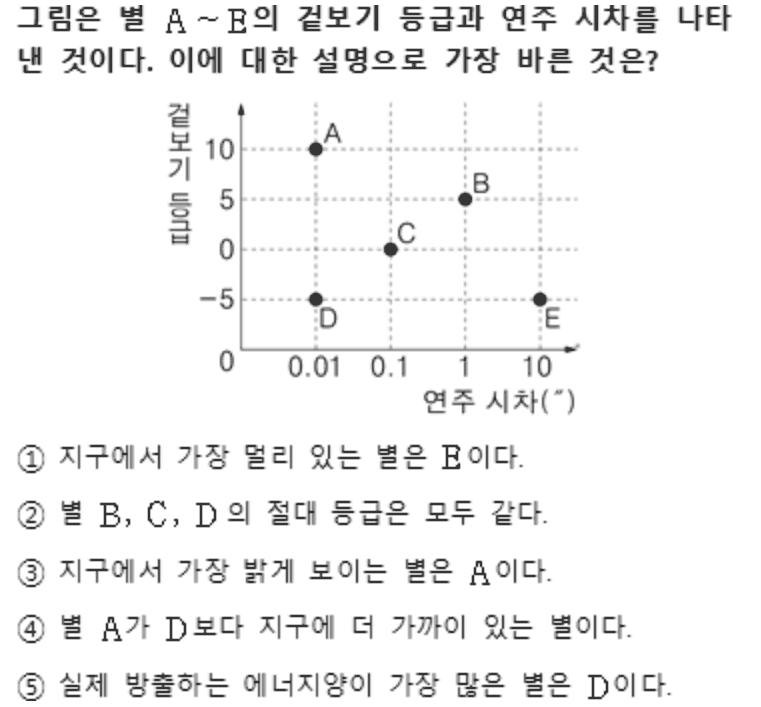 그림은 별 A ~ E의 겉보기 등급과 연주 시차를 나타
낸 것이다. 이에 대한 설명으로 가장 바른 것은?
겉보기 등급
10
5
0
-5
0
A
B
C
D
E
0.01 0.1 1 10
연주 시차(″)
① 지구에서 가장 멀리 있는 별은 E이다.
② 별 B, C, D의 절대 등급은 모두 같다.
③ 지구에서 가장 밝게 보이는 별은 A이다.
④ 별 A가 D보다 지구에 더 가까이 있는 별이다.
⑤ 실제 방출하는 에너지양이 가장 많은 별은 D이다.